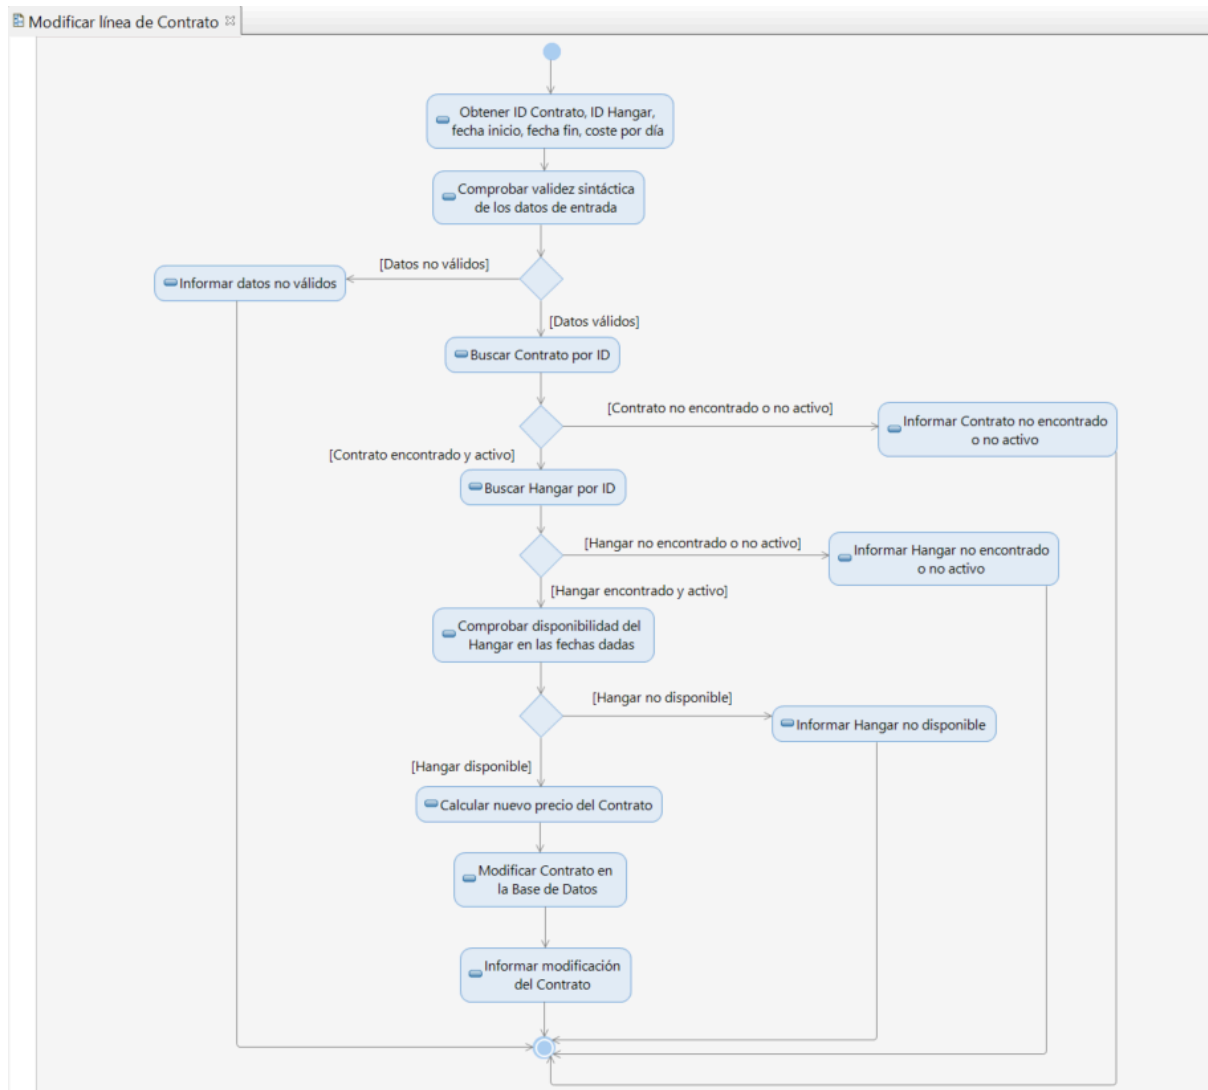 Modificar línea de Contrato
Obtener ID Contrato, ID Hangar,
fecha inicio, fecha fin, coste por día
Comprobar validez sintáctica
de los datos de entrada
[Datos no válidos]
Informar datos no válidos
[Datos válidos]
Buscar Contrato por ID
[Contrato no encontrado o no activo]
Informar Contrato no encontrado
o no activo
[Contrato encontrado y activo]
Buscar Hangar por ID
[Hangar no encontrado o no activo]
Informar Hangar no encontrado
o no activo
[Hangar encontrado y activo]
Comprobar disponibilidad del
Hangar en las fechas dadas
[Hangar no disponible]
Informar Hangar no disponible
[Hangar disponible]
Calcular nuevo precio del Contrato
Modificar Contrato en
la Base de Datos
Informar modificación
del Contrato